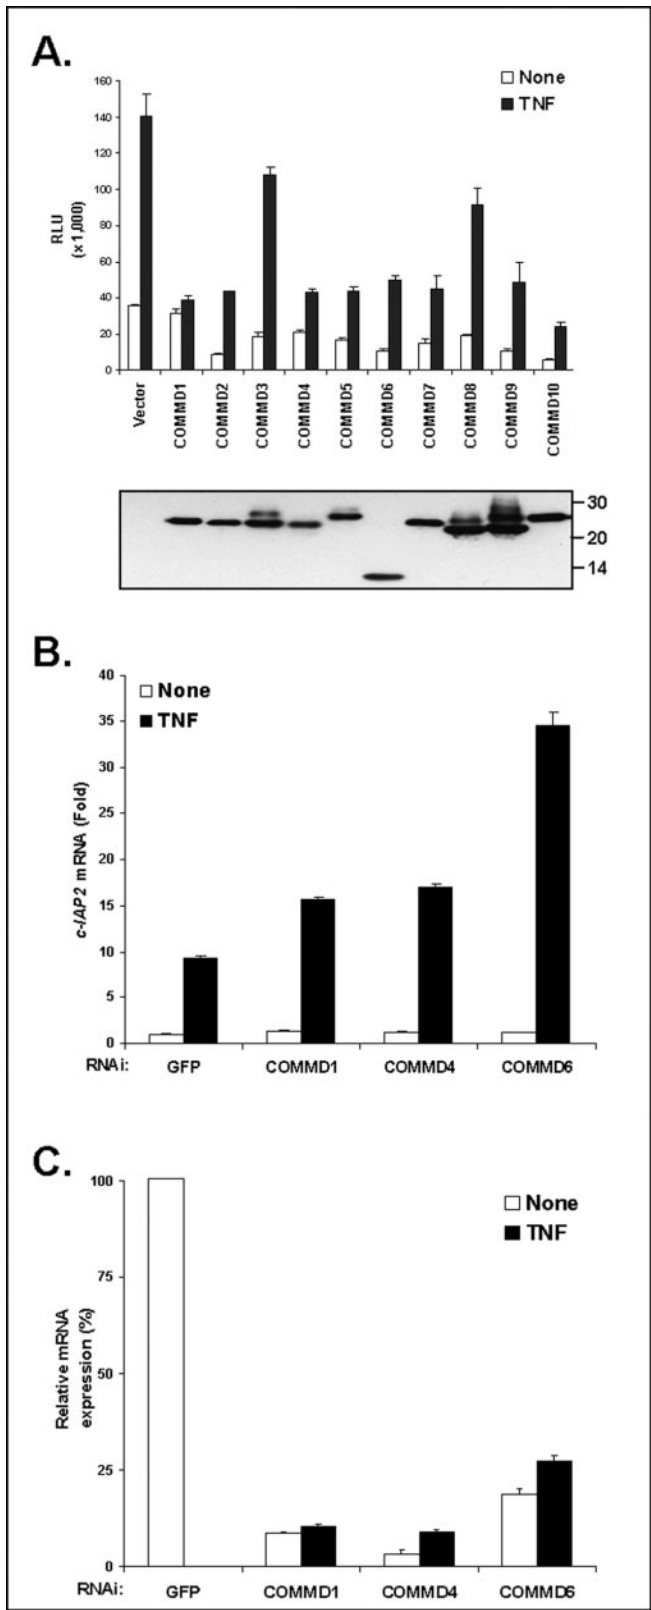 A.
None
TNF
160
140
120
100
80
60
40
20
0
RLU
(x1,000)
Vector
COMMD1
COMMD2
COMMD3
COMMD4
COMMD5
COMMD6
COMMD7
COMMD8
COMMD9
COMMD10
30
20
14
B.
None
TNF
40
35
30
25
20
15
10
5
0
c-IAP2 mRNA (Fold)
RNAi: GFP COMMD1 COMMD4 COMMD6
C.
None
TNF
100
75
50
25
0
Relative mRNA
expression (%)
RNAi: GFP COMMD1 COMMD4 COMMD6